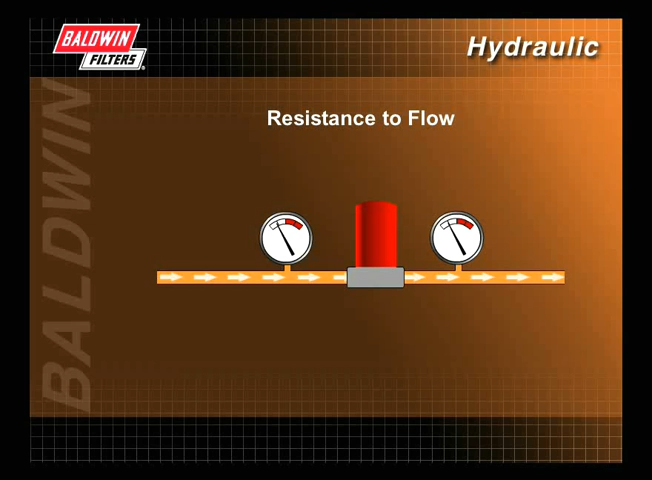 BALDWIN
FILTERS®
Hydraulic
Resistance to Flow
BALDWIN